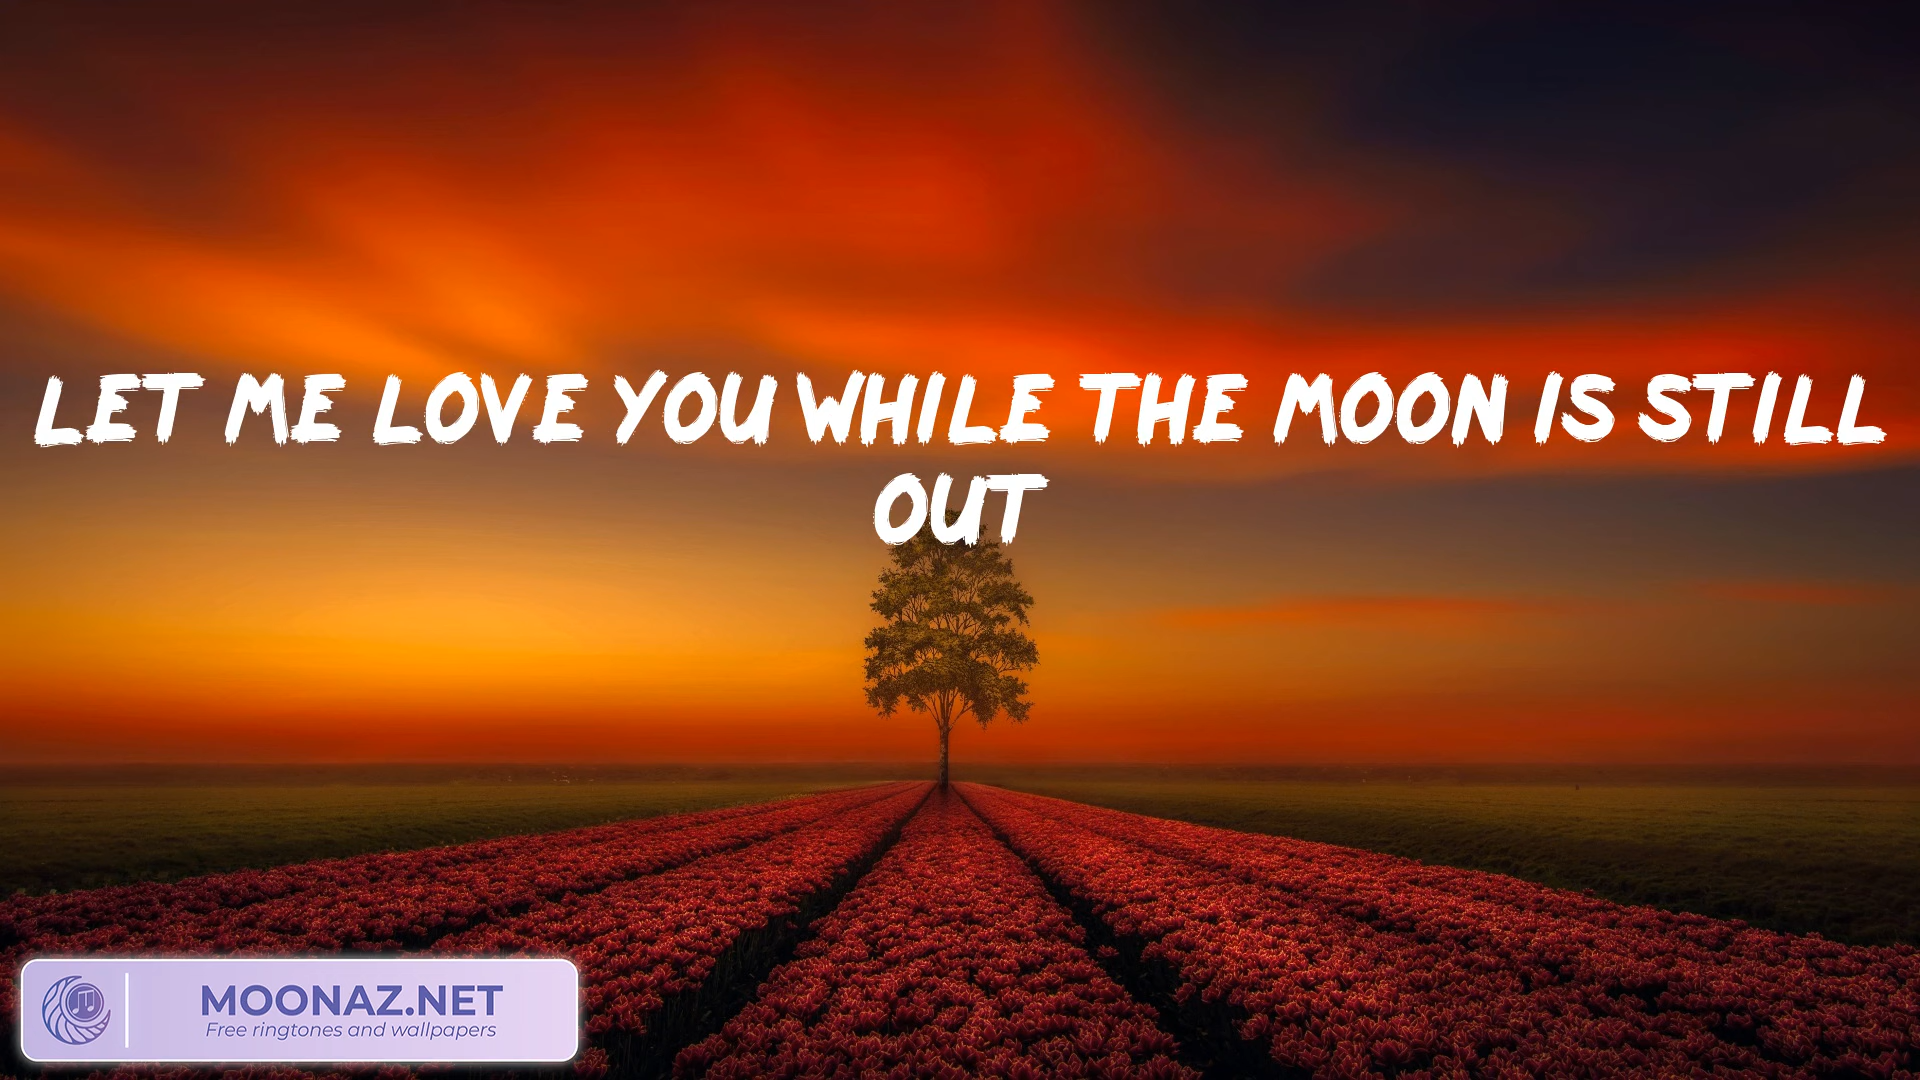 LET ME LOVE YOU WHILE THE MOON IS STILL
OUT
MOONAZ.NET
Free ringtones and wallpapers